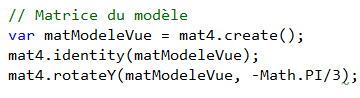 // Matrice du modèle
var matModeleVue = mat4.create();
mat4.identity(matModeleVue);
mat4.rotateY(matModeleVue, -Math.PI/3);